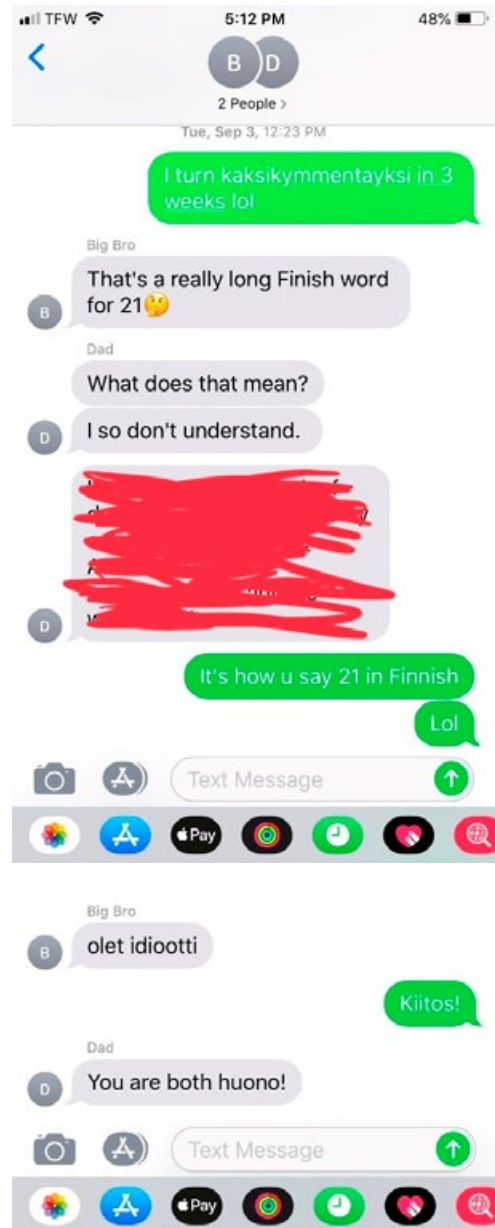 TFW 5:12 PM 48%
B D
2 People >
Tue, Sep 3, 12:23 PM
I turn kaksikymmentayksi in 3
weeks lol
Big Bro
That's a really long Finish word
for 21🤔
B
Dad
What does that mean?
I so don't understand.
D
D
It's how u say 21 in Finnish
Lol
Text Message
Pay
Big Bro
olet idiootti
B
Kiitos!
Dad
You are both huono!
D
Text Message
Pay